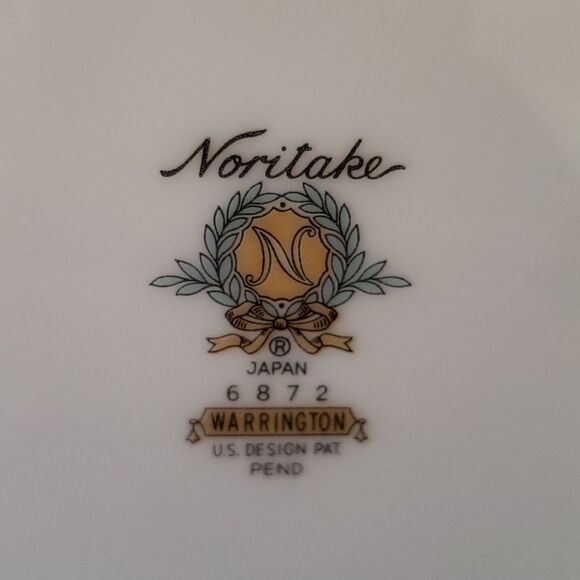 Noritake
N
®
JAPAN
6872
WARRINGTON
U.S. DESIGN PAT.
PEND